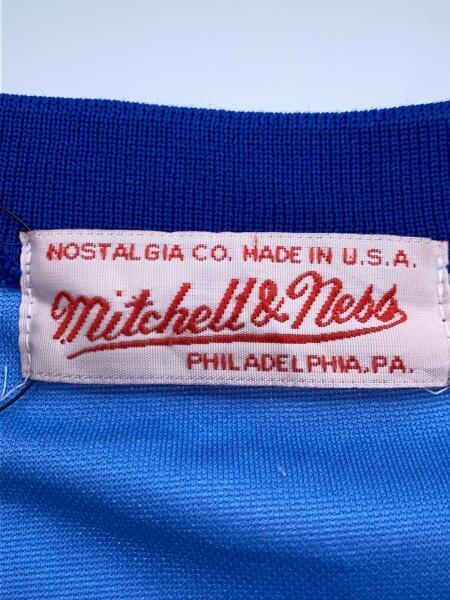 NOSTALGIA CO. MADE IN U.S.A.
Mitchell & Ness
PHILADELPHIA, PA.